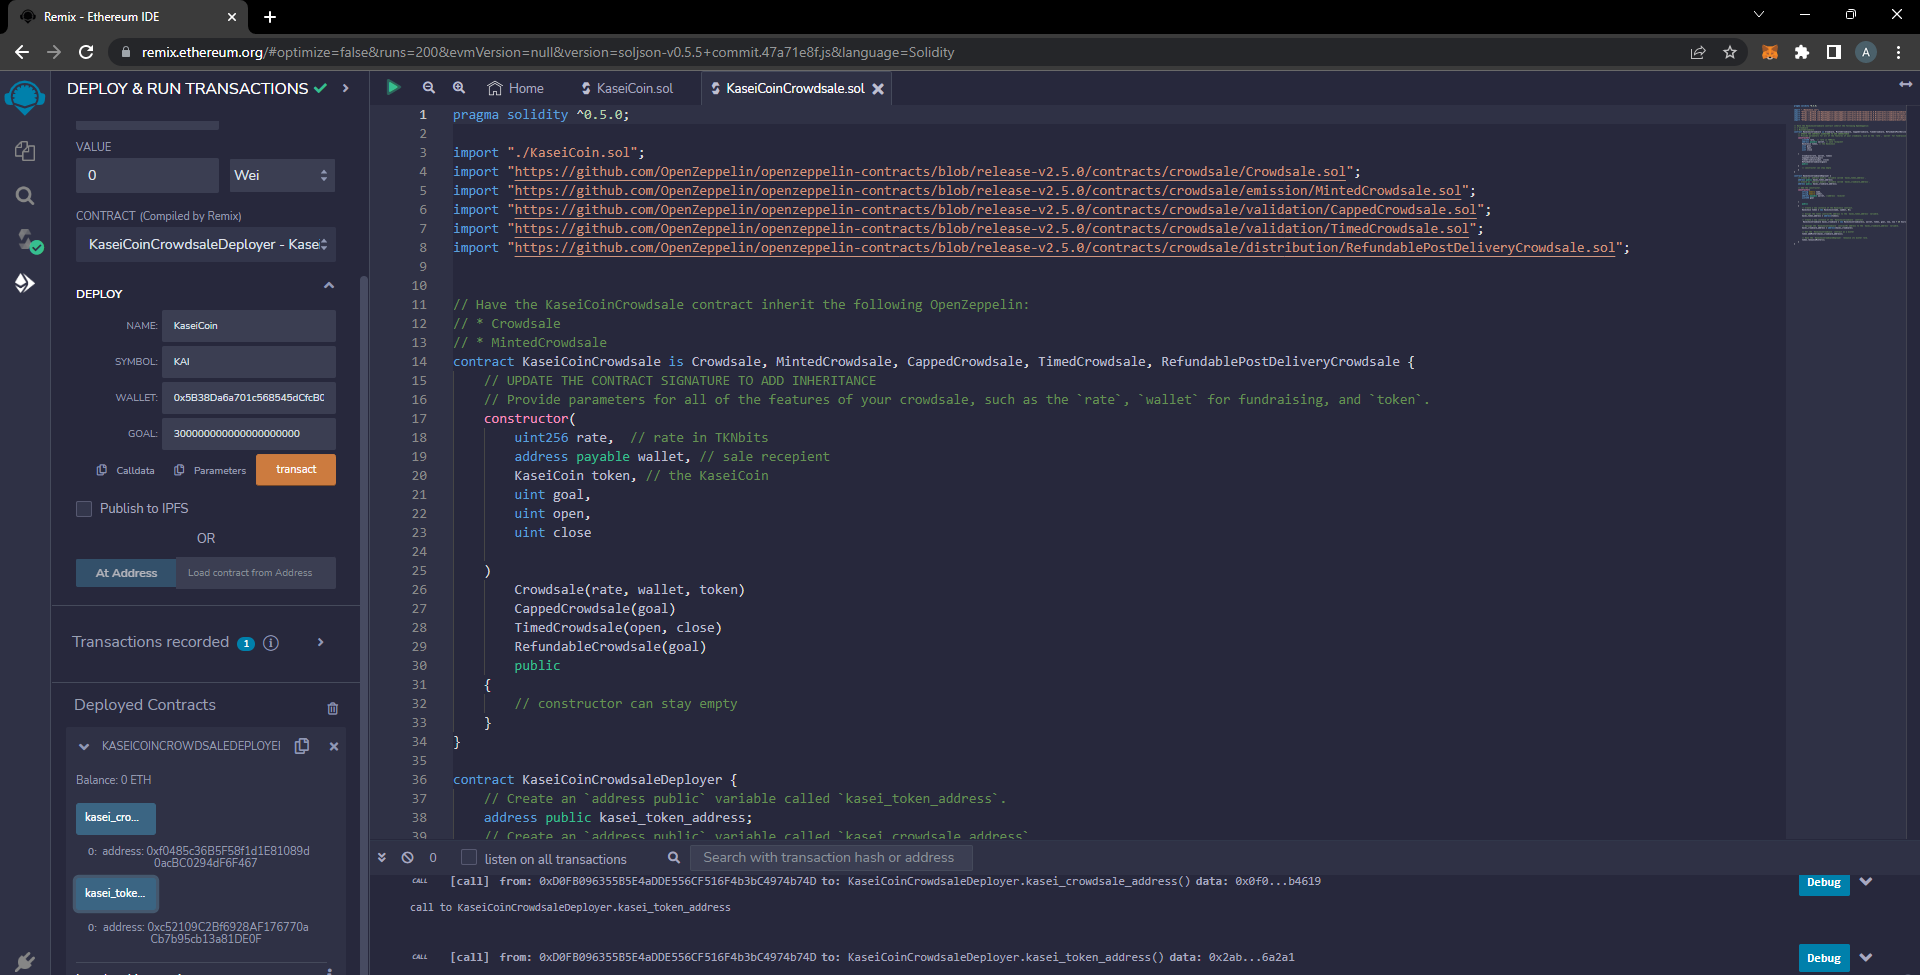 Remix - Ethereum IDE
remix.ethereum.org/#optimize=false&runs=200&evmVersion=null&version=soljson-v0.5.5+commit.47a71e8f.js&language=Solidity
A
DEPLOY & RUN TRANSACTIONS
Home
KaseiCoin.sol
KaseiCoinCrowdsale.sol
VALUE
0
Wei
CONTRACT (Compiled by Remix)
KaseiCoinCrowdsaleDeployer - Kasei
DEPLOY
NAME:
KaseiCoin
SYMBOL:
KAI
WALLET:
0x5B38Da6a701c568545dCfcB0
GOAL:
300000000000000000000
Calldata
Parameters
transact
Publish to IPFS
OR
At Address
Load contract from Address
Transactions recorded 1
Deployed Contracts
KASEICOINCROWDSALEDEPLOYEI
Balance: 0 ETH
kasei_cro...
0: address: 0xf0485c36B5F58f1d1E81089d
0acBC0294dF6F467
kasei_toke...
0: address: 0xc52109C2Bf6928AF176770a
Cb7b95cb13a81DE0F
1 pragma solidity ^0.5.0;
2
3 import "./KaseiCoin.sol";
4 import "https://github.com/OpenZeppelin/openzeppelin-contracts/blob/release-v2.5.0/contracts/crowdsale/Crowdsale.sol";
5 import "https://github.com/OpenZeppelin/openzeppelin-contracts/blob/release-v2.5.0/contracts/crowdsale/emission/MintedCrowdsale.sol";
6 import "https://github.com/OpenZeppelin/openzeppelin-contracts/blob/release-v2.5.0/contracts/crowdsale/validation/CappedCrowdsale.sol";
7 import "https://github.com/OpenZeppelin/openzeppelin-contracts/blob/release-v2.5.0/contracts/crowdsale/validation/TimedCrowdsale.sol";
8 import "https://github.com/OpenZeppelin/openzeppelin-contracts/blob/release-v2.5.0/contracts/crowdsale/distribution/RefundablePostDeliveryCrowdsale.sol";
9
10
11 // Have the KaseiCoinCrowdsale contract inherit the following OpenZeppelin:
12 // * Crowdsale
13 // * MintedCrowdsale
14 contract KaseiCoinCrowdsale is Crowdsale, MintedCrowdsale, CappedCrowdsale, TimedCrowdsale, RefundablePostDeliveryCrowdsale {
15 // UPDATE THE CONTRACT SIGNATURE TO ADD INHERITANCE
16 // Provide parameters for all of the features of your crowdsale, such as the `rate`, `wallet` for fundraising, and `token`.
17 constructor(
18 uint256 rate, // rate in TKNbits
19 address payable wallet, // sale recepient
20 KaseiCoin token, // the KaseiCoin
21 uint goal,
22 uint open,
23 uint close
24
25 )
26 Crowdsale(rate, wallet, token)
27 CappedCrowdsale(goal)
28 TimedCrowdsale(open, close)
29 RefundableCrowdsale(goal)
30 public
31 {
32 // constructor can stay empty
33 }
34 }
35
36 contract KaseiCoinCrowdsaleDeployer {
37 // Create an `address public` variable called `kasei_token_address`.
38 address public kasei_token_address;
39 // Create an `address public` variable called `kasei_crowdsale_address`
0
listen on all transactions
Search with transaction hash or address
CALL [call] from: 0xD0FB096355B5E4aDDE556CF516F4b3bC4974b74D to: KaseiCoinCrowdsaleDeployer.kasei_crowdsale_address() data: 0x0f0...b4619
Debug
call to KaseiCoinCrowdsaleDeployer.kasei_token_address
CALL [call] from: 0xD0FB096355B5E4aDDE556CF516F4b3bC4974b74D to: KaseiCoinCrowdsaleDeployer.kasei_token_address() data: 0x2ab...6a2a1
Debug